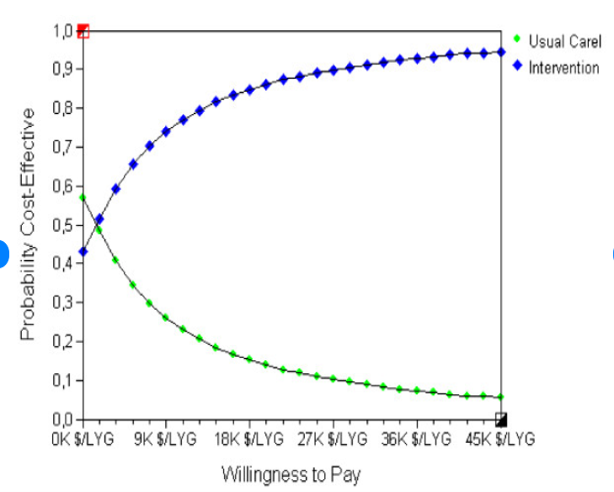 1,0
0,9
0,8
0,7
0,6
0,5
0,4
0,3
0,2
0,1
0,0
Probability Cost-Effective
0K $/LYG 9K $/LYG 18K $/LYG 27K $/LYG 36K $/LYG 45K $/LYG
Willingness to Pay
Usual Carel
Intervention